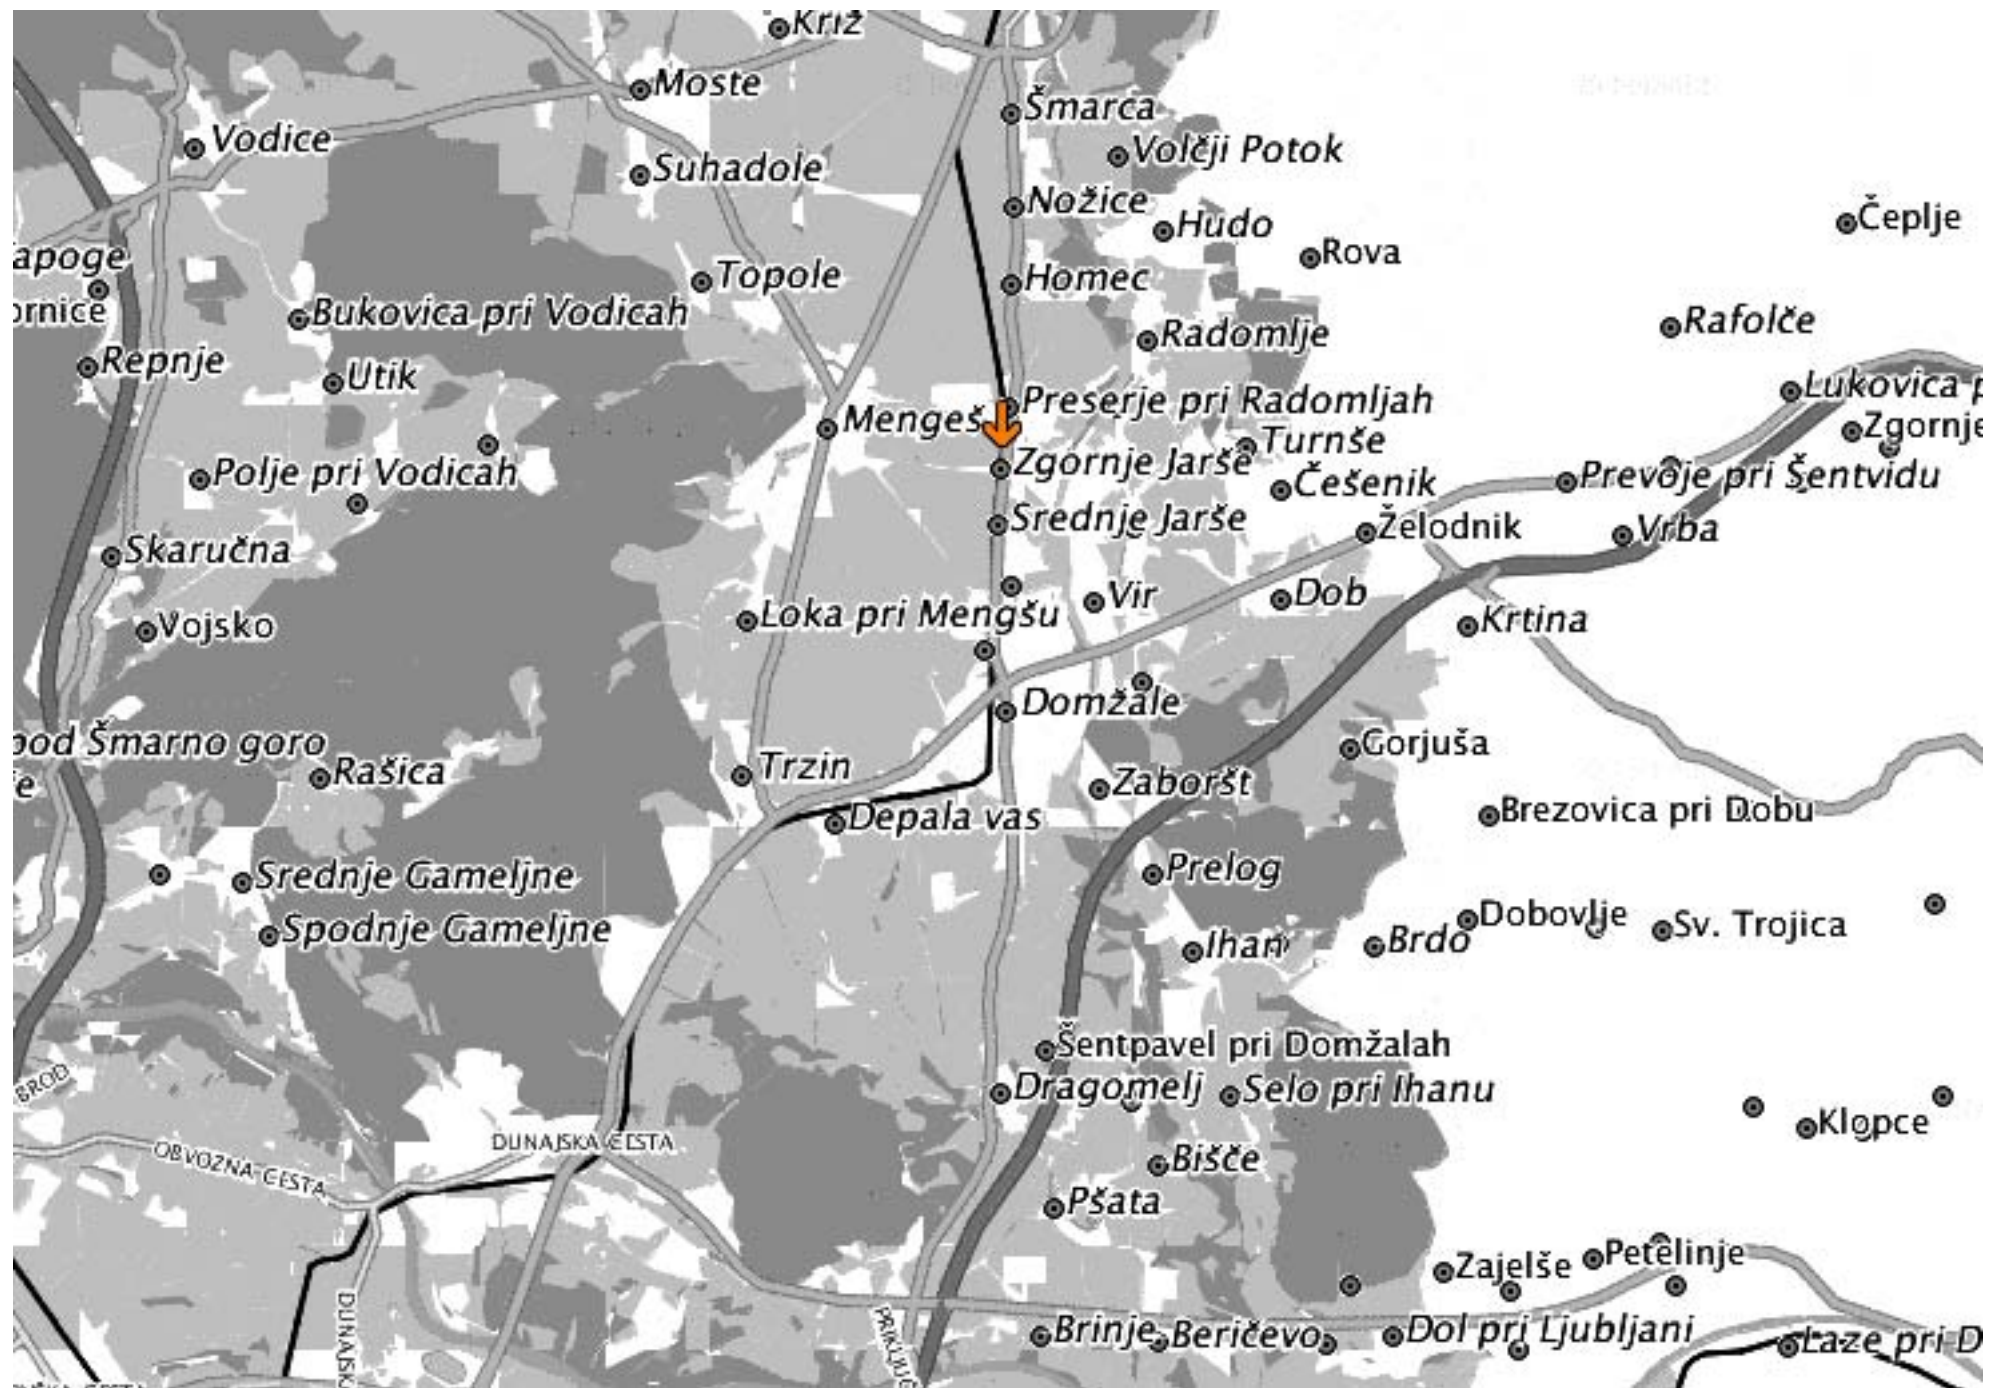 Križ
Moste
Šmarca
Vodice
Volčji Potok
Suhadole
Nožice
Hudo
Čeplje
Rova
apoge
Topole
Homec
ornice
Bukovica pri Vodicah
Rafolče
Radomlje
Repnje
Utik
Lukovica p
Preserje pri Radomljah
Mengeš
Zgornje
Turnše
Zgornje Jarše
Polje pri Vodicah
Češenik
Prevoje pri Šentvidu
Srednje Jarše
Želodnik
Vrba
Skaručna
Vir
Dob
Loka pri Mengšu
Krtina
Vojsko
Domžale
pod Šmarno goro
Gorjuša
Trzin
Rašica
Zaboršt
je
Brezovica pri Dobu
Depala vas
Prelog
Srednje Gameljne
Dobovlje
Sv. Trojica
Spodnje Gameljne
Ihan
Brdo
Šentpavel pri Domžalah
BROD
Dragomelj
Selo pri Ihanu
Klopce
DUNAJSKA CESTA
OBVOZNA CESTA
Bišče
Pšata
Petelinje
Zajelše
DUNAJSKA
PRIKLJUČ
Brinje
Beričevo
Dol pri Ljubljani
Laze pri D
CESTA